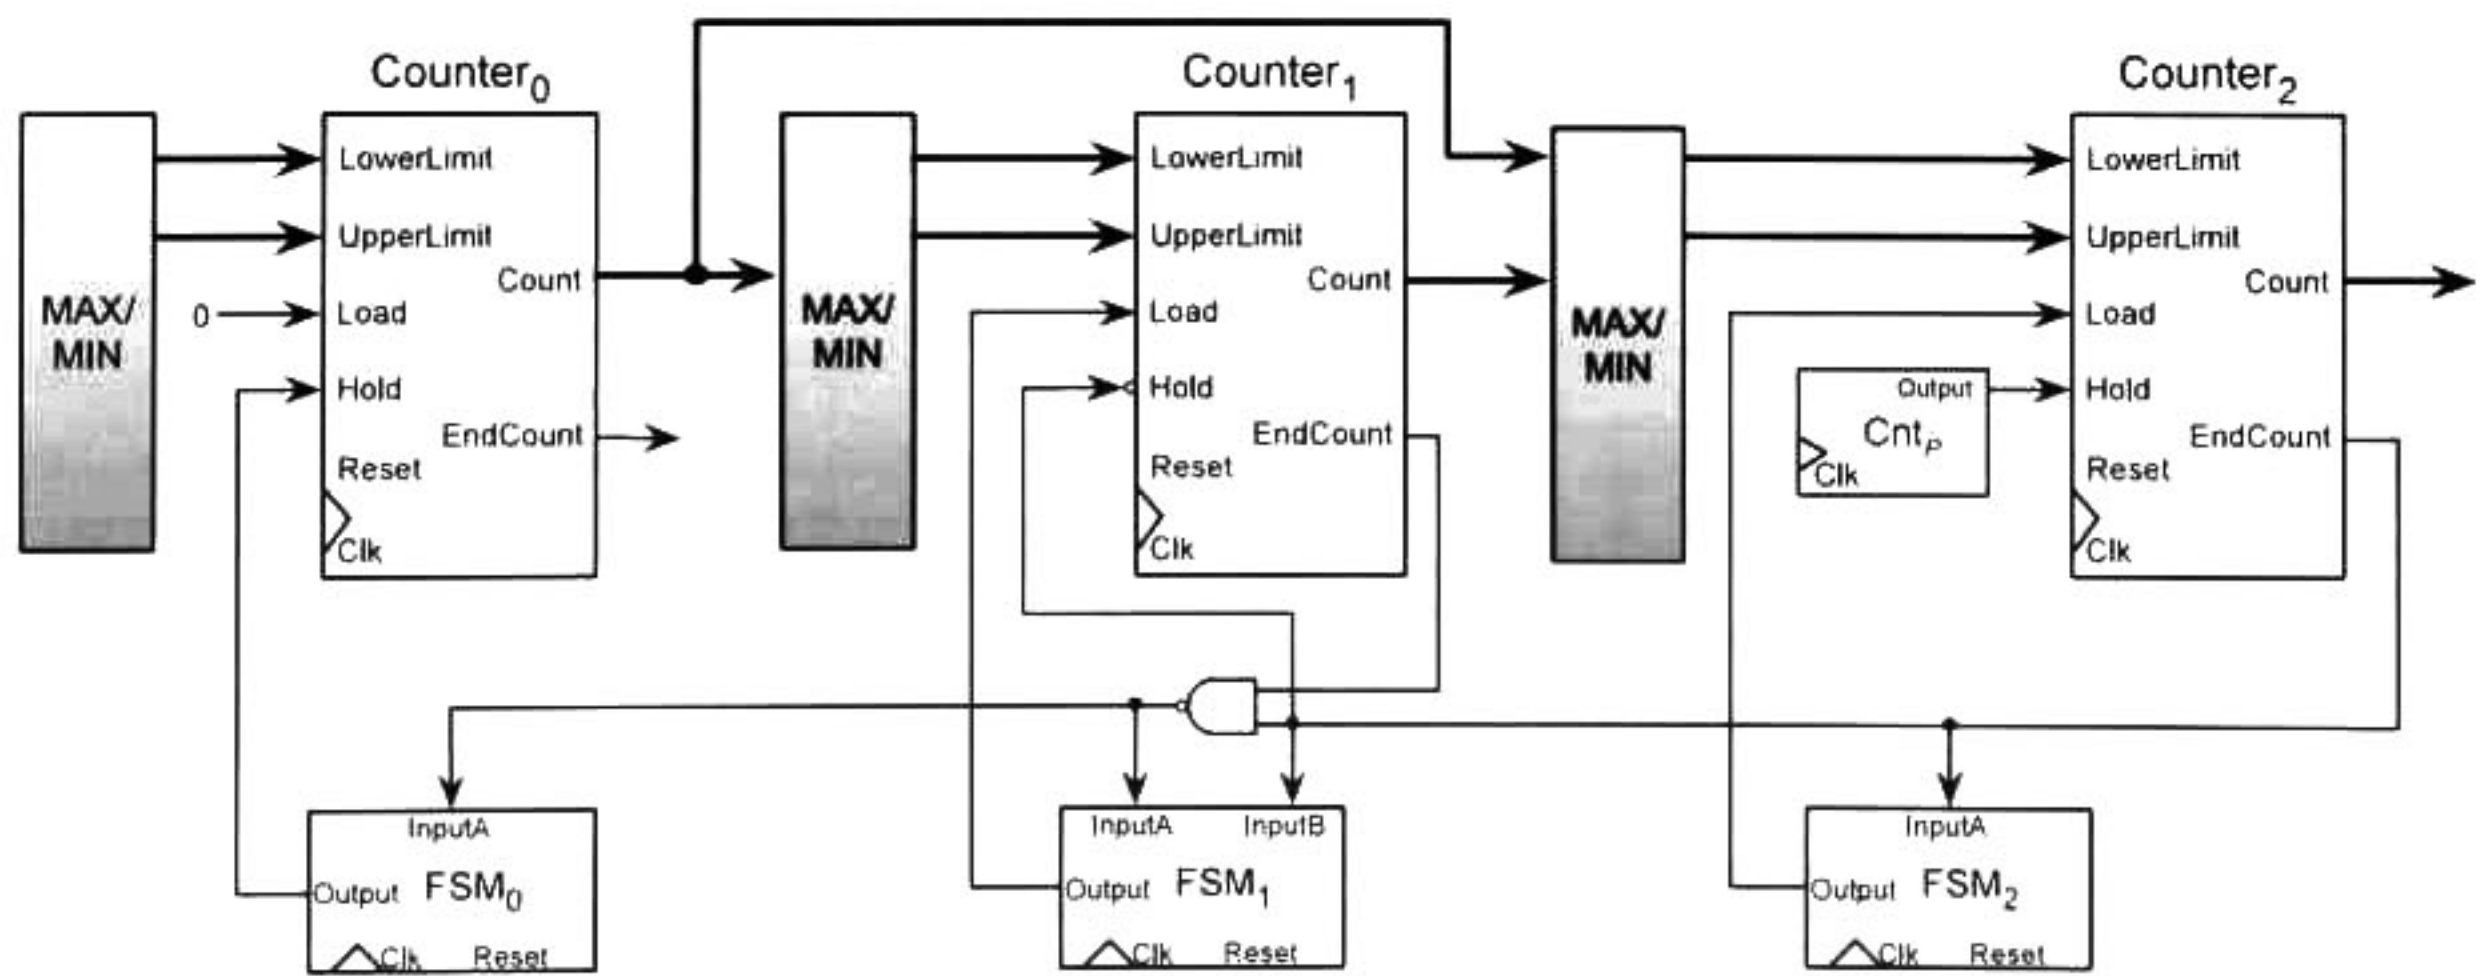 Counter0
MAX/
MIN
LowerLimit
UpperLimit
0
Load
Hold
Reset
Clk
Count
EndCount
Counter1
MAX/
MIN
LowerLimit
UpperLimit
Load
Hold
Reset
Clk
Count
EndCount
Counter2
MAX/
MIN
Output
CntP
Clk
LowerLimit
UpperLimit
Load
Hold
Reset
Clk
Count
EndCount
InputA
Output FSM0
Clk Reset
InputA InputB
Output FSM1
Clk Reset
InputA
Output FSM2
Clk Reset